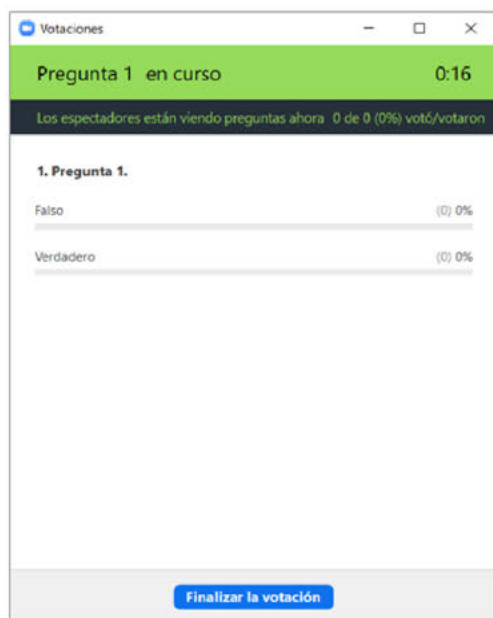 Votaciones
Pregunta 1 en curso 0:16
Los espectadores están viendo preguntas ahora 0 de 0 (0%) votó/votaron
1. Pregunta 1.
Falso (0) 0%
Verdadero (0) 0%
Finalizar la votación